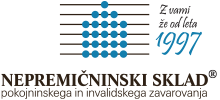 Z vami
že od leta
1997
NEPREMIČNINSKI SKLAD®
pokojninskega in invalidskega zavarovanja